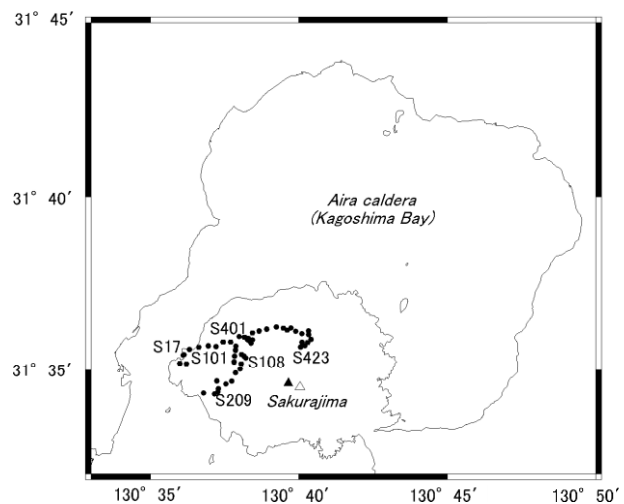 31° 45′
31° 40′
31° 35′
Aira caldera
(Kagoshima Bay)
S401
S17
S101
S108
S423
S209
Sakurajima
130° 35′
130° 40′
130° 45′
130° 50′